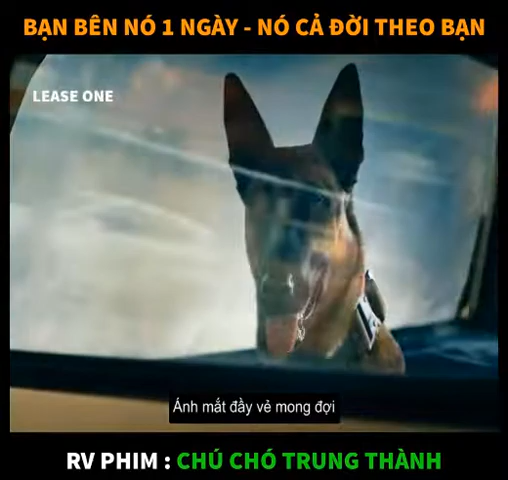 BẠN BÊN NÓ 1 NGÀY - NÓ CẢ ĐỜI THEO BẠN
LEASE ONE
Ánh mắt đầy vẻ mong đợi
RV PHIM : CHÚ CHÓ TRUNG THÀNH